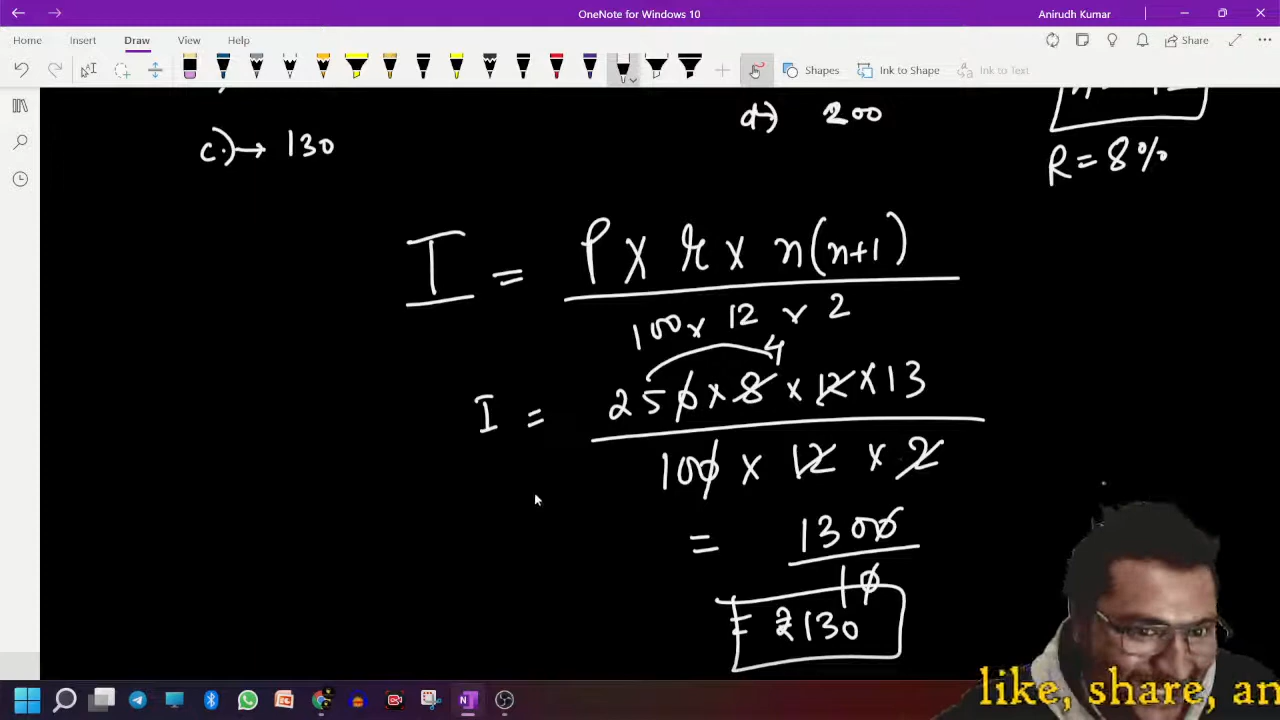 OneNote for Windows 10
Anirudh Kumar
Home Insert Draw View Help
Share
Shapes
Ink to Shape
Ink to Text
d) 200
c.)→ 130
R = 8%
I = P X r x n(n+1)
100 x 12 x 2
4
I = 250 x 8 x 12 x 13
100 x 12 x 2
= 1300
10
= ₹130
like, share, an